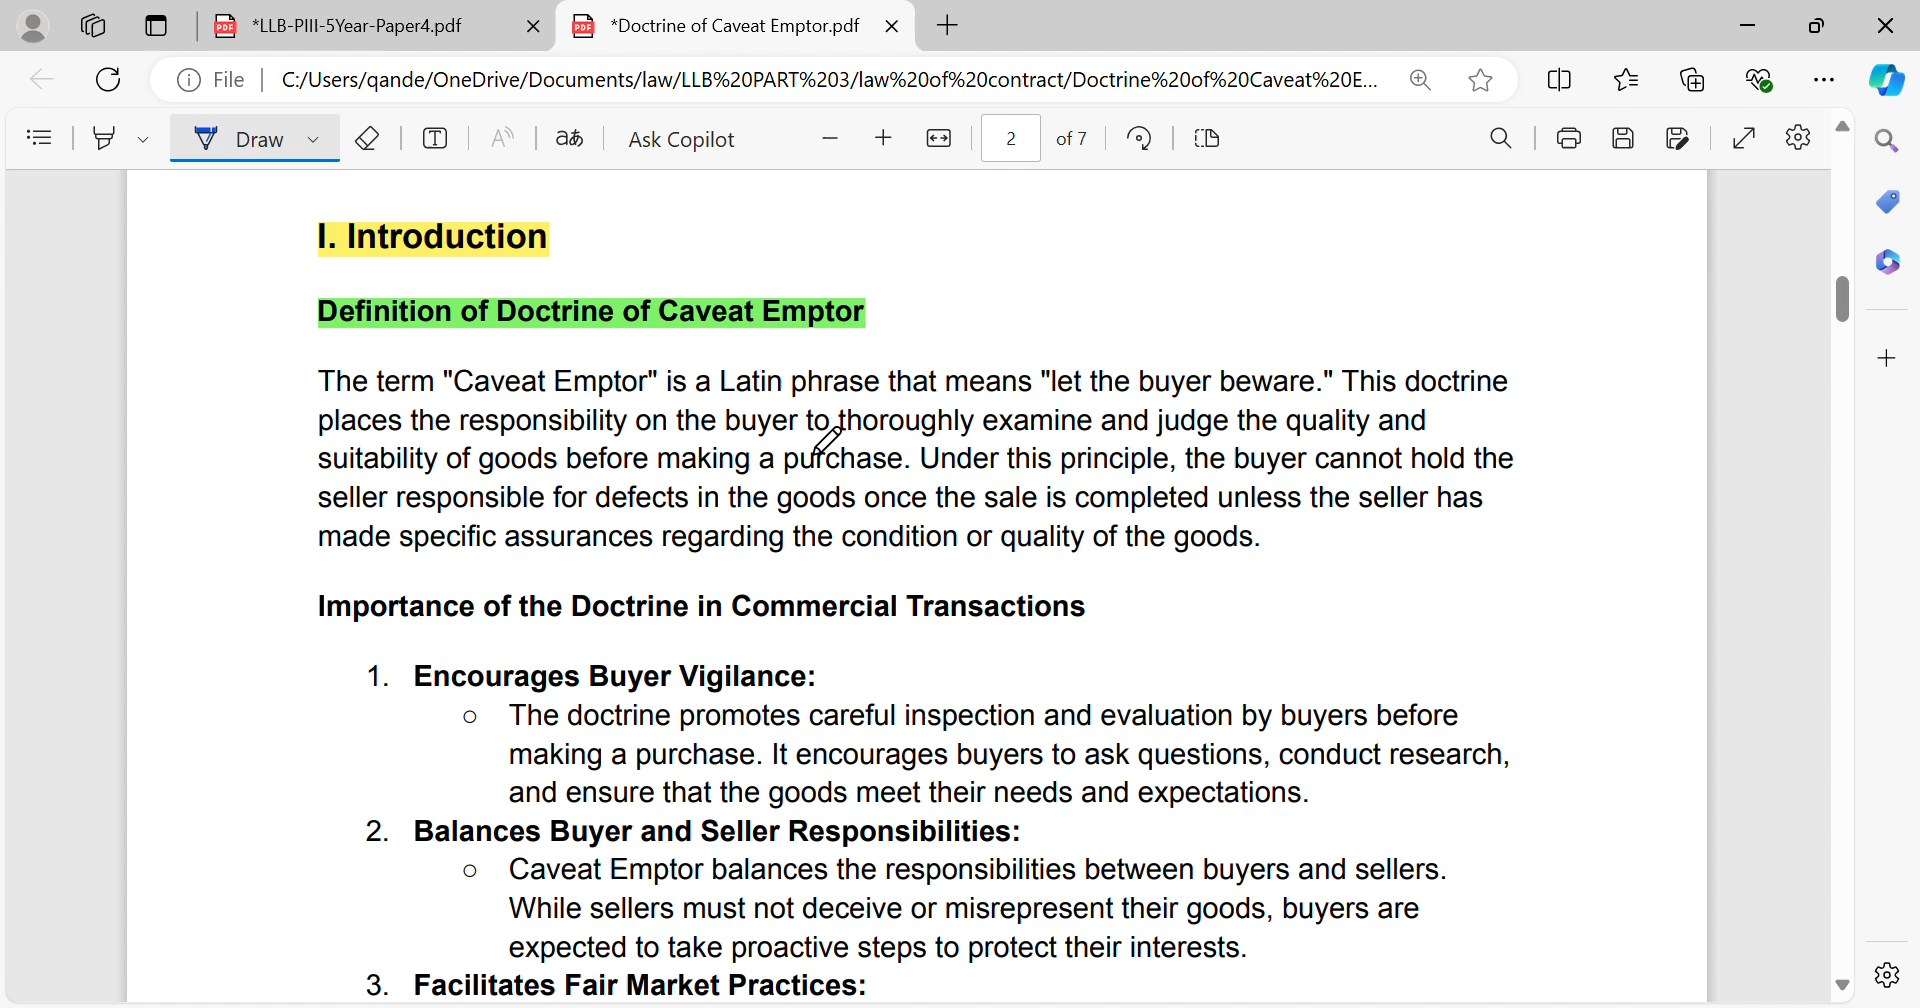 *LLB-PIII-5Year-Paper4.pdf
*Doctrine of Caveat Emptor.pdf
File
C:/Users/qande/OneDrive/Documents/law/LLB%20PART%203/law%20of%20contract/Doctrine%20of%20Caveat%20E...
Draw
T
A
aあ
Ask Copilot
2 of 7
I. Introduction
Definition of Doctrine of Caveat Emptor
The term "Caveat Emptor" is a Latin phrase that means "let the buyer beware." This doctrine
places the responsibility on the buyer to thoroughly examine and judge the quality and
suitability of goods before making a purchase. Under this principle, the buyer cannot hold the
seller responsible for defects in the goods once the sale is completed unless the seller has
made specific assurances regarding the condition or quality of the goods.
Importance of the Doctrine in Commercial Transactions
1. Encourages Buyer Vigilance:
○ The doctrine promotes careful inspection and evaluation by buyers before
making a purchase. It encourages buyers to ask questions, conduct research,
and ensure that the goods meet their needs and expectations.
2. Balances Buyer and Seller Responsibilities:
○ Caveat Emptor balances the responsibilities between buyers and sellers.
While sellers must not deceive or misrepresent their goods, buyers are
expected to take proactive steps to protect their interests.
3. Facilitates Fair Market Practices: